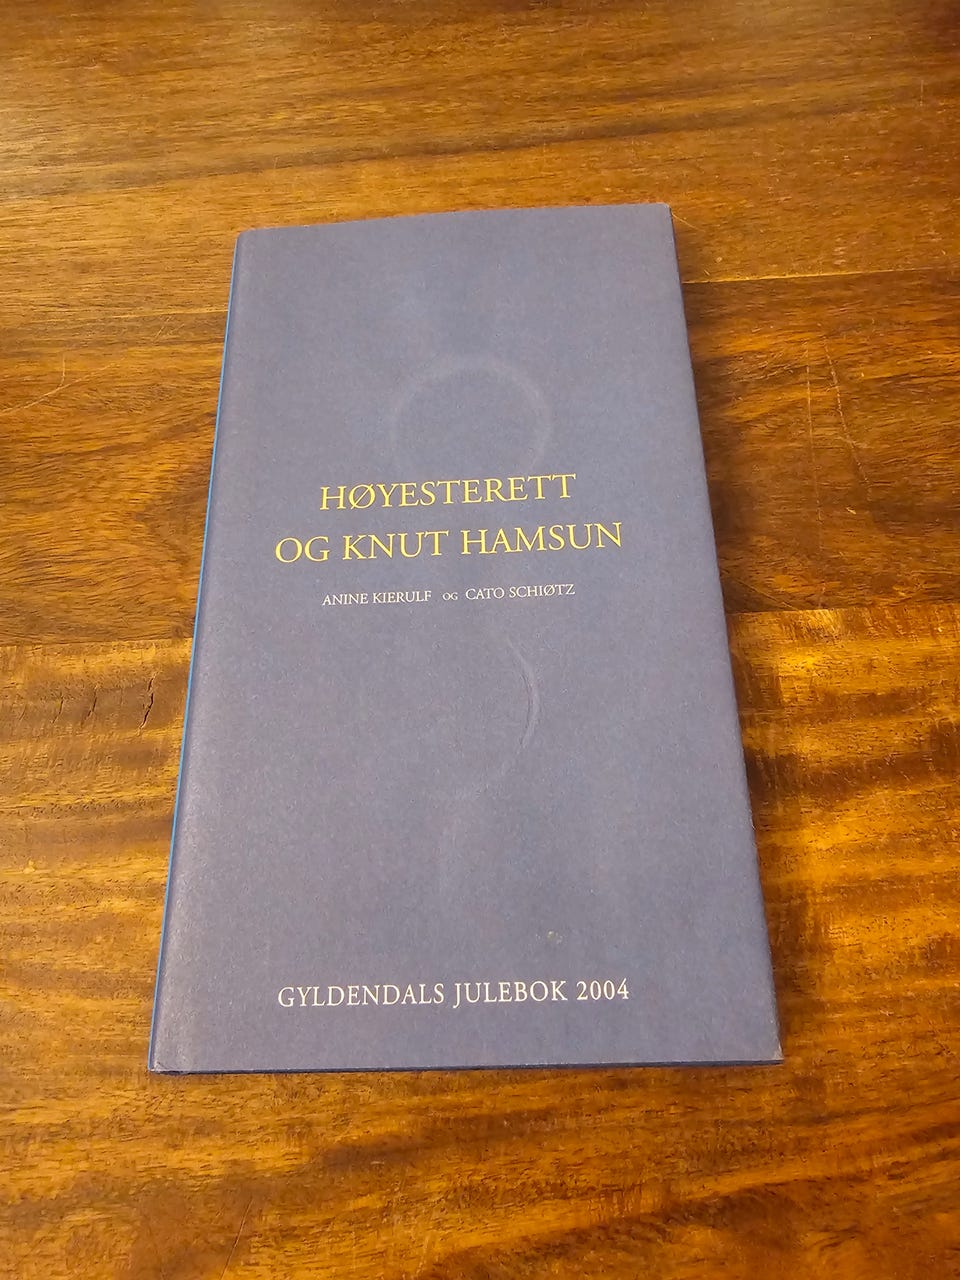 HØYESTERETT
OG KNUT HAMSUN
ANINE KIERULF OG CATO SCHIØTZ
GYLDENDALS JULEBOK 2004